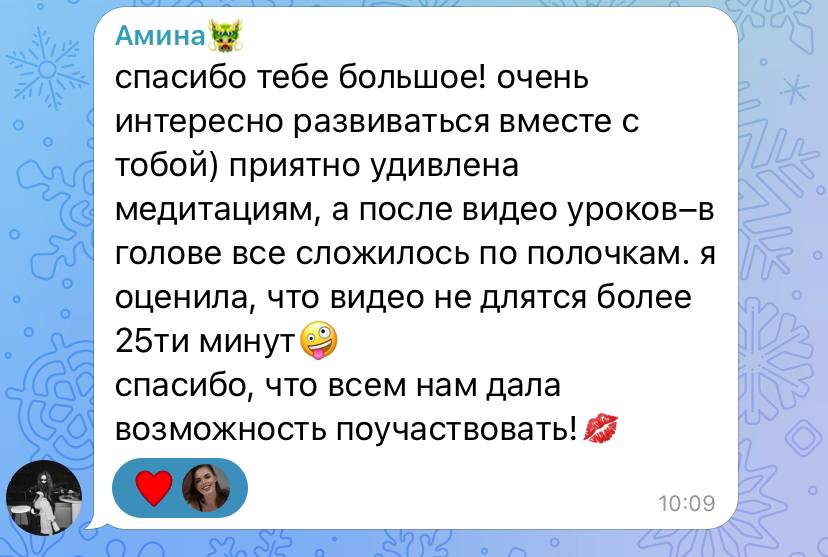 Амина🐲
спасибо тебе большое! очень
интересно развиваться вместе с
тобой) приятно удивлена
медитациям, а после видео уроков–в
голове все сложилось по полочкам. я
оценила, что видео не длятся более
25ти минут🤪
спасибо, что всем нам дала
возможность поучаствовать!💋
10:09